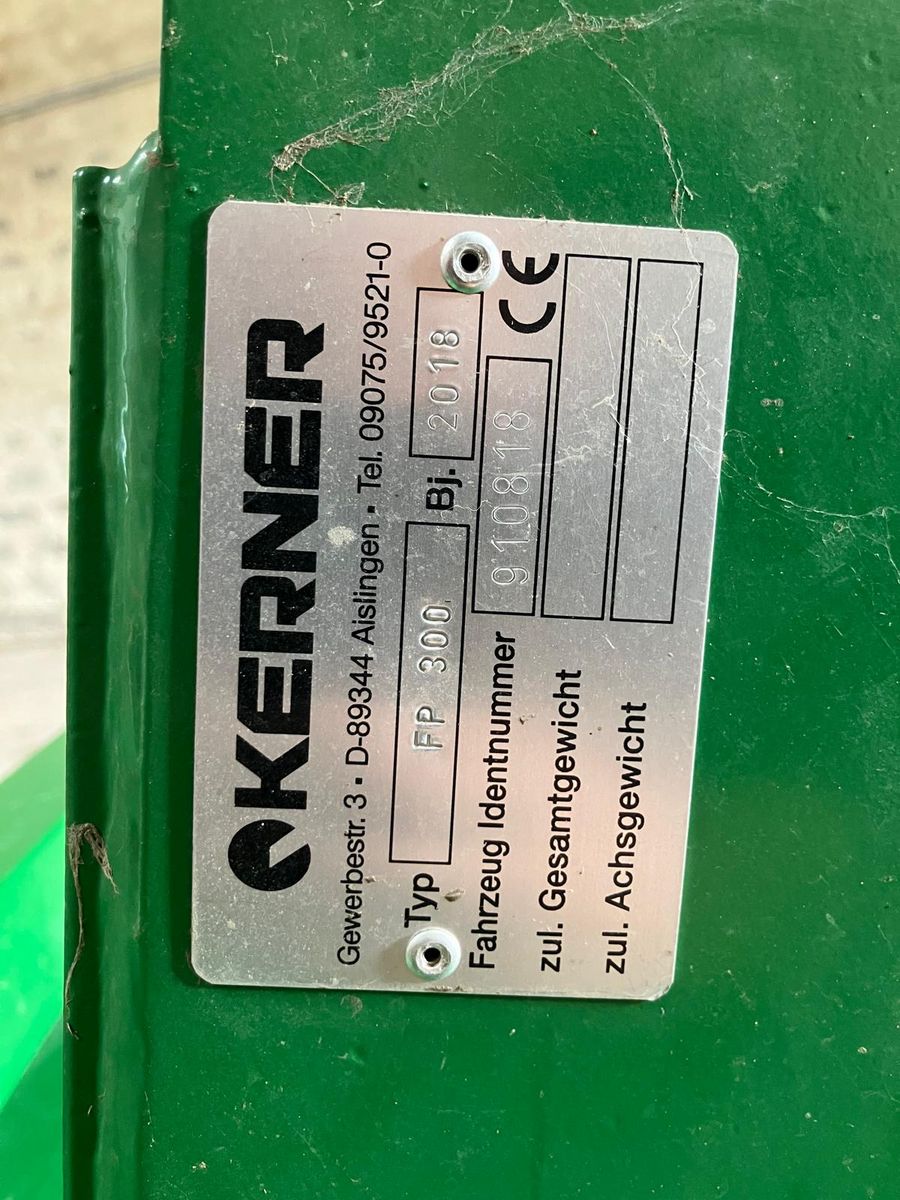 KERNER
Gewerbestr. 3 • D-89344 Aislingen • Tel. 09075/9521-0
Typ FP 300 Bj. 2018
Fahrzeug Identnummer 910818 CE
zul. Gesamtgewicht
zul. Achsgewicht